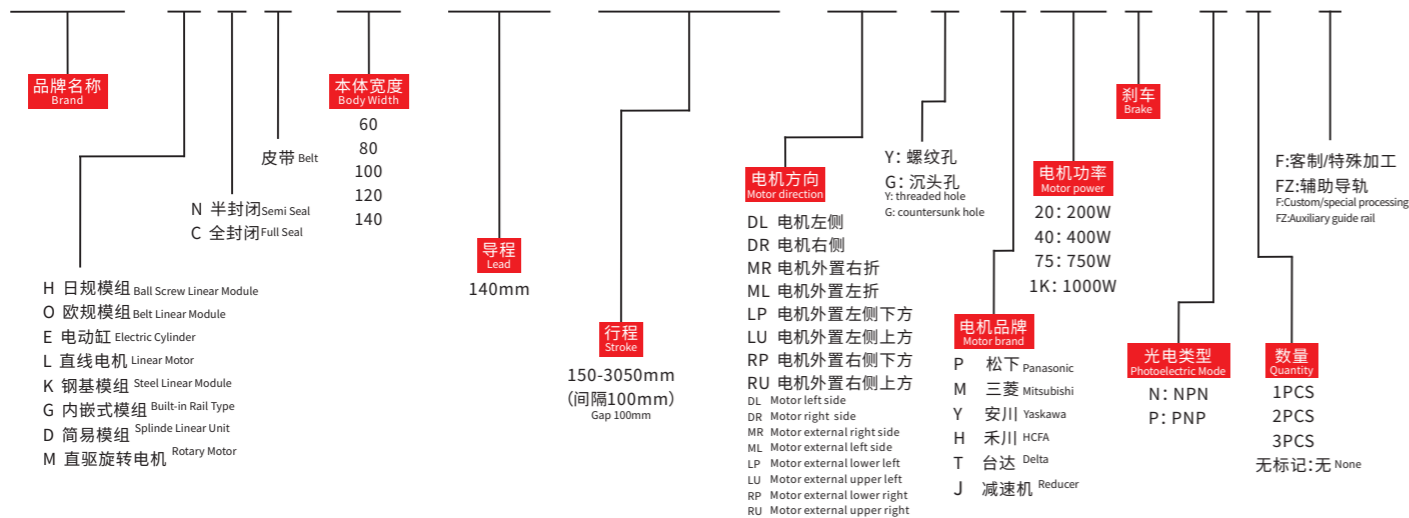 品牌名称
Brand
H 日规模组 Ball Screw Linear Module
O 欧规模组 Belt Linear Module
E 电动缸 Electric Cylinder
L 直线电机 Linear Motor
K 钢基模组 Steel Linear Module
G 内嵌式模组 Built-in Rail Type
D 简易模组 Splinde Linear Unit
M 直驱旋转电机 Rotary Motor
N 半封闭 Semi Seal
C 全封闭 Full Seal
皮带 Belt
本体宽度
Body Width
60
80
100
120
140
导程
Lead
140mm
行程
Stroke
150-3050mm
(间隔100mm)
Gap 100mm
电机方向
Motor direction
DL 电机左侧
DR 电机右侧
MR 电机外置右折
ML 电机外置左折
LP 电机外置左侧下方
LU 电机外置左侧上方
RP 电机外置右侧下方
RU 电机外置右侧上方
DL Motor left side
DR Motor right side
MR Motor external right side
ML Motor external left side
LP Motor external lower left
LU Motor external upper left
RP Motor external lower right
RU Motor external upper right
Y: 螺纹孔
G: 沉头孔
Y: threaded hole
G: countersunk hole
电机品牌
Motor brand
P 松下 Panasonic
M 三菱 Mitsubishi
Y 安川 Yaskawa
H 禾川 HCFA
T 台达 Delta
J 减速机 Reducer
电机功率
Motor power
20: 200W
40: 400W
75: 750W
1K: 1000W
刹车
Brake
光电类型
Photoelectric Mode
N: NPN
P: PNP
数量
Quantity
1PCS
2PCS
3PCS
无标记:无 None
F:客制/特殊加工
FZ:辅助导轨
F:Custom/special processing
FZ:Auxiliary guide rail